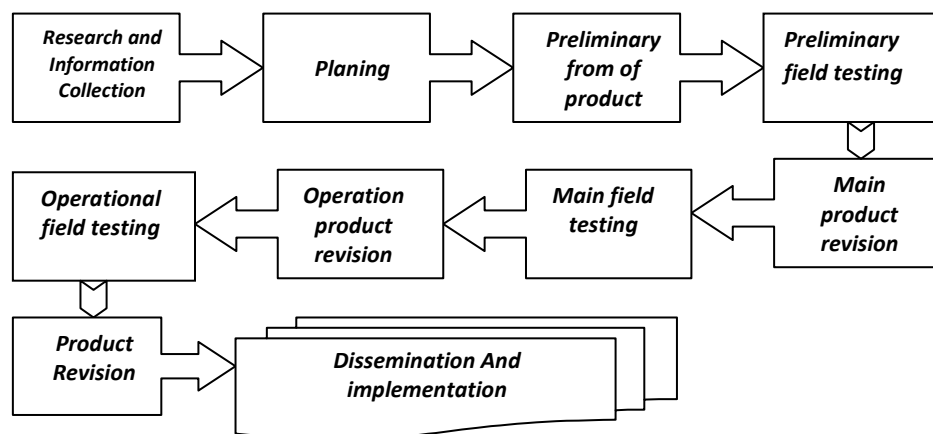 Research and
Information
Collection
Planing
Preliminary
from of
product
Preliminary
field testing
Main
product
revision
Main field
testing
Operation
product
revision
Operational
field testing
Product
Revision
Dissemination And
implementation